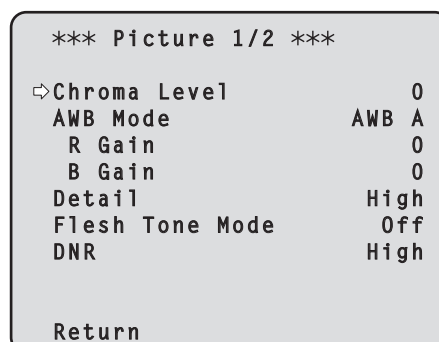 *** Picture 1/2 ***
⇨Chroma Level 0
AWB Mode AWB A
R Gain 0
B Gain 0
Detail High
Flesh Tone Mode Off
DNR High
Return